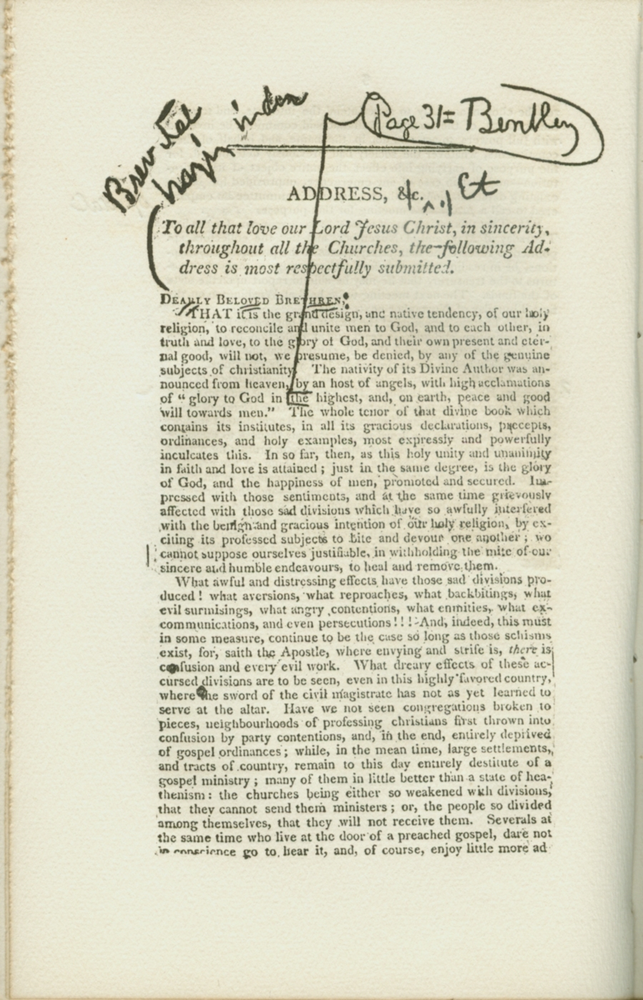 Brevier
index
Page 31= Bentley
ADDRESS, &c.
Et
To all that love our Lord Jesus Christ, in sincerity,
throughout all the Churches, the following Ad-
dress is most respectfully submitted.
DEARLY BELOVED BRETHREN,
THAT it is the grand design, and native tendency, of our holy
religion, to reconcile and unite men to God, and to each other, in
truth and love, to the glory of God, and their own present and eter-
nal good, will not, we presume, be denied, by any of the genuine
subjects of christianity. The nativity of its Divine Author was an-
nounced from heaven, by an host of angels, with high acclamations
of "glory to God in the highest, and, on earth, peace and good
will towards men." The whole tenor of that divine book which
contains its institutes, in all its gracious declarations, precepts,
ordinances, and holy examples, most expressly and powerfully
inculcates this. In so far, then, as this holy unity and unanimity
in faith and love is attained; just in the same degree, is the glory
of God, and the happiness of men, promoted and secured. Im-
pressed with those sentiments, and at the same time grievously
affected with those sad divisions which have so awfully interfered
with the benign and gracious intention of our holy religion, by ex-
citing its professed subjects to bite and devour one another; we
cannot suppose ourselves justifiable, in withholding the mite of our
sincere and humble endeavours, to heal and remove them.
What awful and distressing effects have those sad divisions pro-
duced! what aversions, what reproaches, what backbitings, what
evil surmisings, what angry contentions, what enmities, what ex-
communications, and even persecutions!!! And, indeed, this must
in some measure, continue to be the case so long as those schisms
exist, for, saith the Apostle, where envying and strife is, there is
confusion and every evil work. What dreary effects of these ac-
cursed divisions are to be seen, even in this highly favored country,
where the sword of the civil magistrate has not as yet learned to
serve at the altar. Have we not seen congregations broken to
pieces, neighbourhoods of professing christians first thrown into
confusion by party contentions, and, in the end, entirely deprived
of gospel ordinances; while, in the mean time, large settlements,
and tracts of country, remain to this day entirely destitute of a
gospel ministry; many of them in little better than a state of hea-
thenism: the churches being either so weakened with divisions,
that they cannot send them ministers; or, the people so divided
among themselves, that they will not receive them. Severals at
the same time who live at the door of a preached gospel, dare not
in conscience go to hear it, and, of course, enjoy little more ad